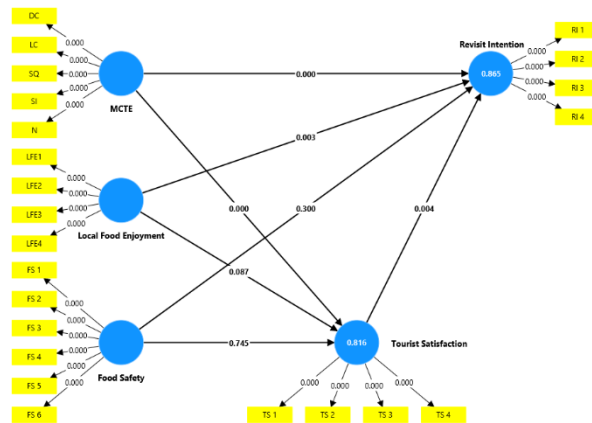 DC
LC
SQ
SI
N
0.000
0.000
0.000
0.000
0.000
MCTE
LFE1
LFE2
LFE3
LFE4
0.000
0.000
0.000
0.000
Local Food Enjoyment
FS 1
FS 2
FS 3
FS 4
FS 5
FS 6
0.000
0.000
0.000
0.000
0.000
0.000
Food Safety
0.000
0.003
0.300
0.000
0.087
0.745
0.004
Revisit Intention
0.865
0.000
0.000
0.000
0.000
RI 1
RI 2
RI 3
RI 4
0.816
Tourist Satisfaction
0.000
0.000
0.000
0.000
TS 1
TS 2
TS 3
TS 4